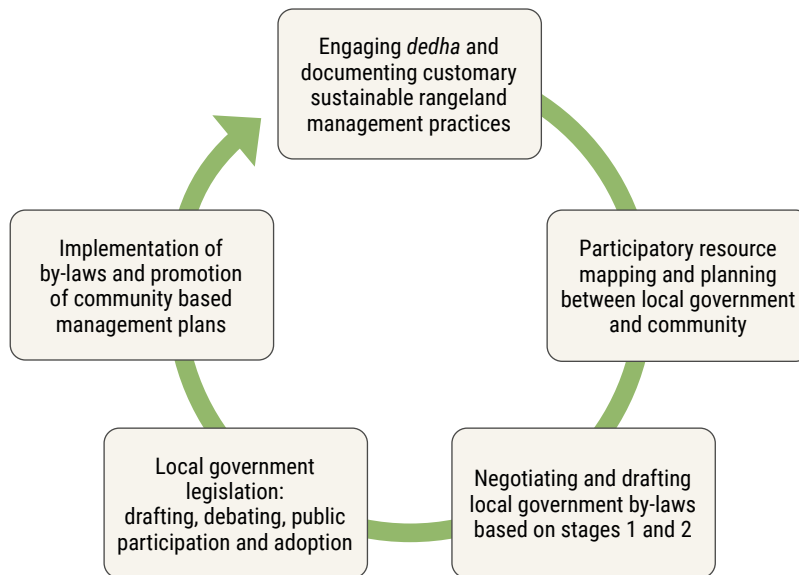 Engaging dedha and
documenting customary
sustainable rangeland
management practices
Participatory resource
mapping and planning
between local government
and community
Negotiating and drafting
local government by-laws
based on stages 1 and 2
Local government
legislation:
drafting, debating, public
participation and adoption
Implementation of
by-laws and promotion
of community based
management plans